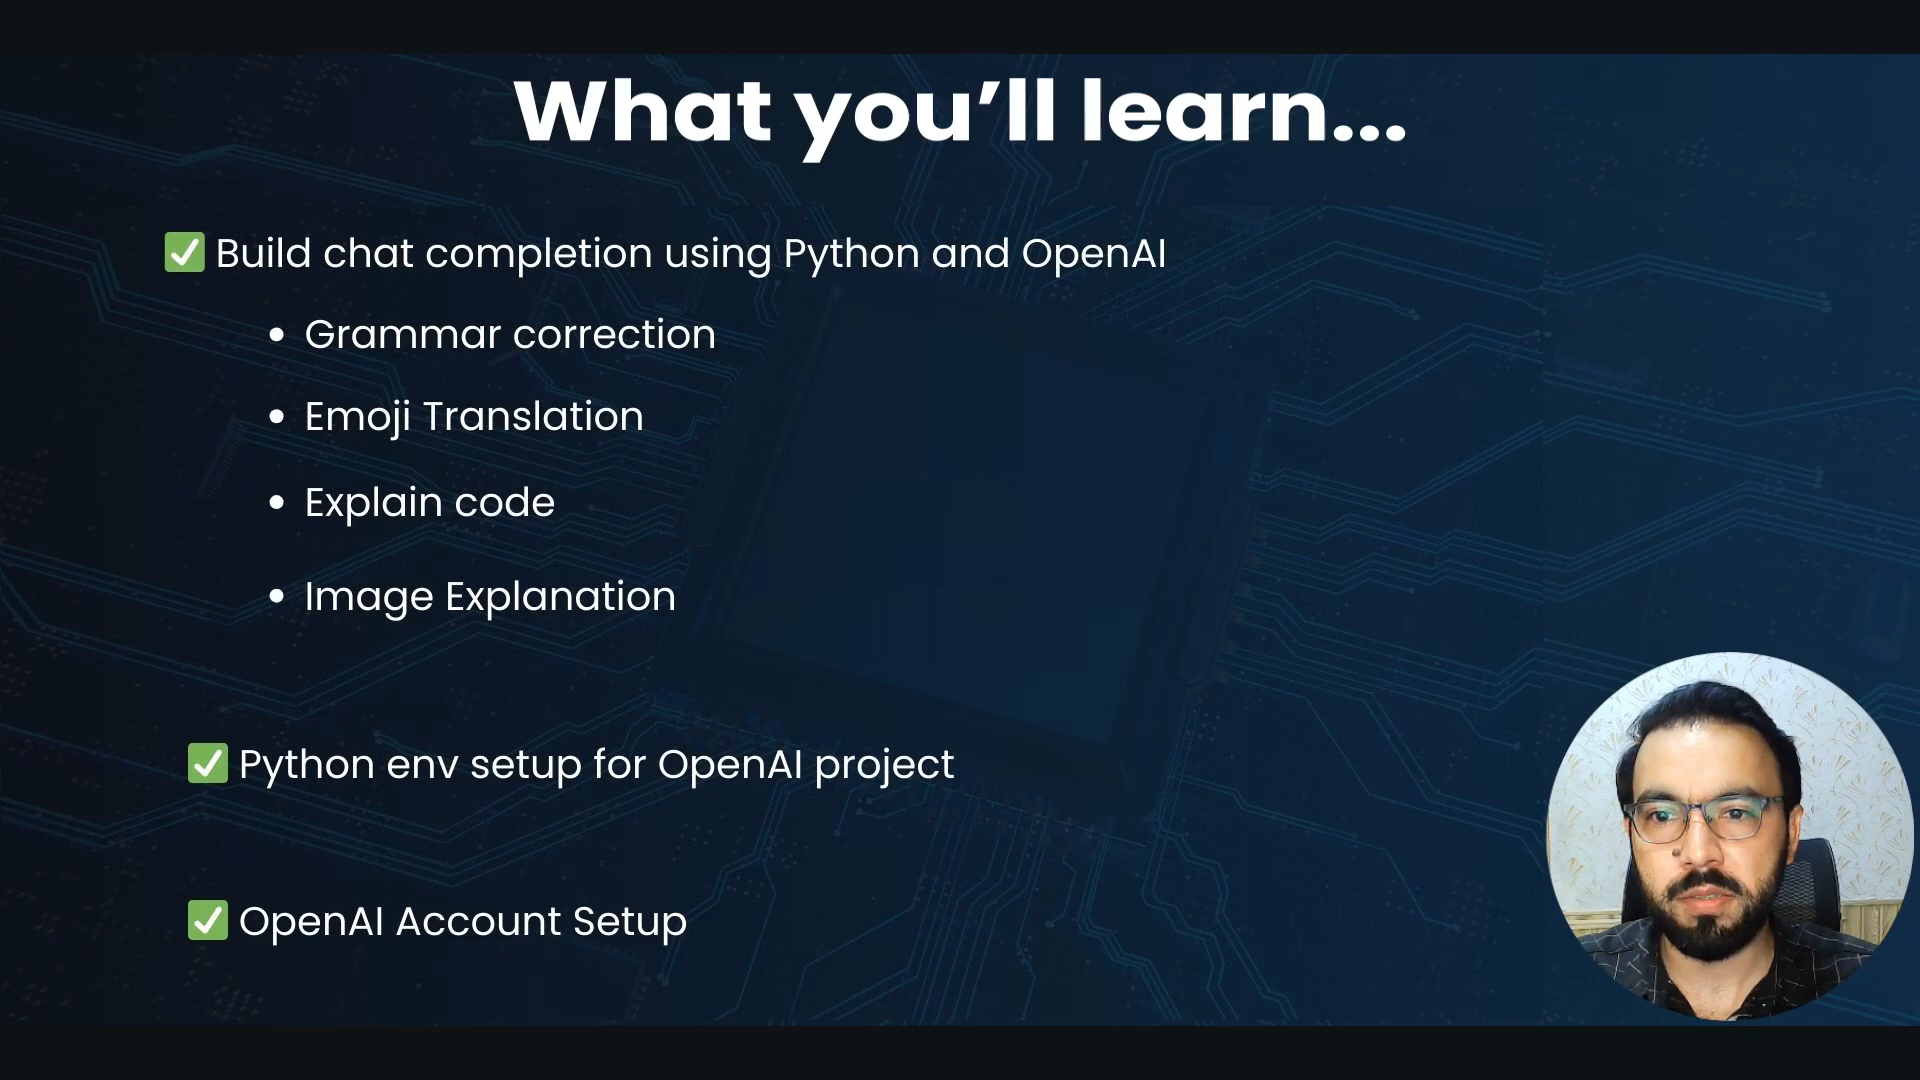 What you’ll learn...
✅ Build chat completion using Python and OpenAI
• Grammar correction
• Emoji Translation
• Explain code
• Image Explanation
✅ Python env setup for OpenAI project
✅ OpenAI Account Setup